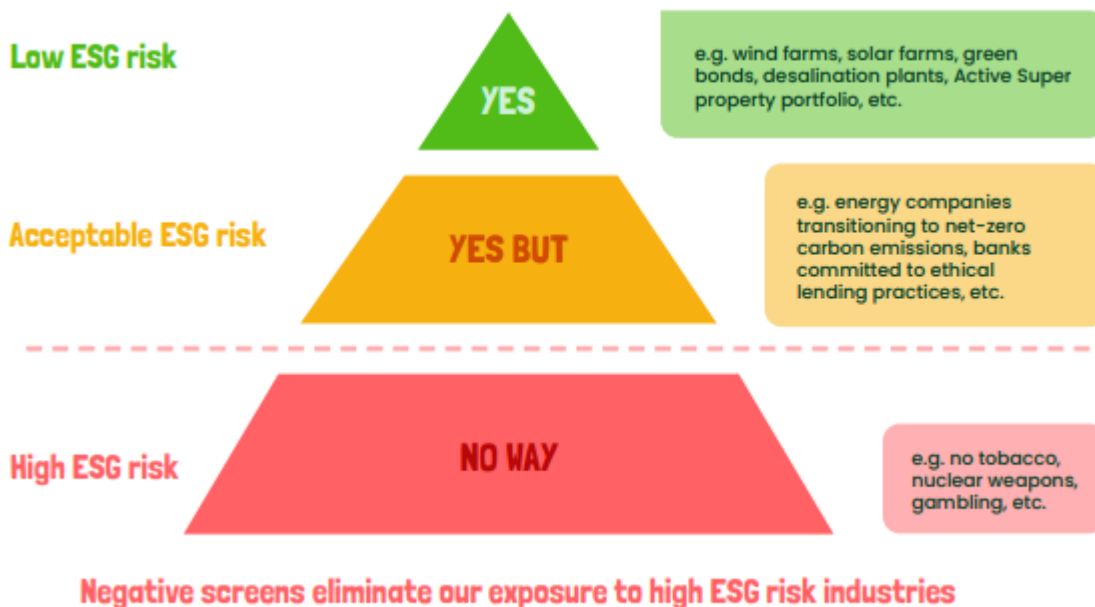 Low ESG risk
YES
e.g. wind farms, solar farms, green
bonds, desalination plants, Active Super
property portfolio, etc.
Acceptable ESG risk
YES BUT
e.g. energy companies
transitioning to net-zero
carbon emissions, banks
committed to ethical
lending practices, etc.
High ESG risk
NO WAY
e.g. no tobacco,
nuclear weapons,
gambling, etc.
Negative screens eliminate our exposure to high ESG risk industries